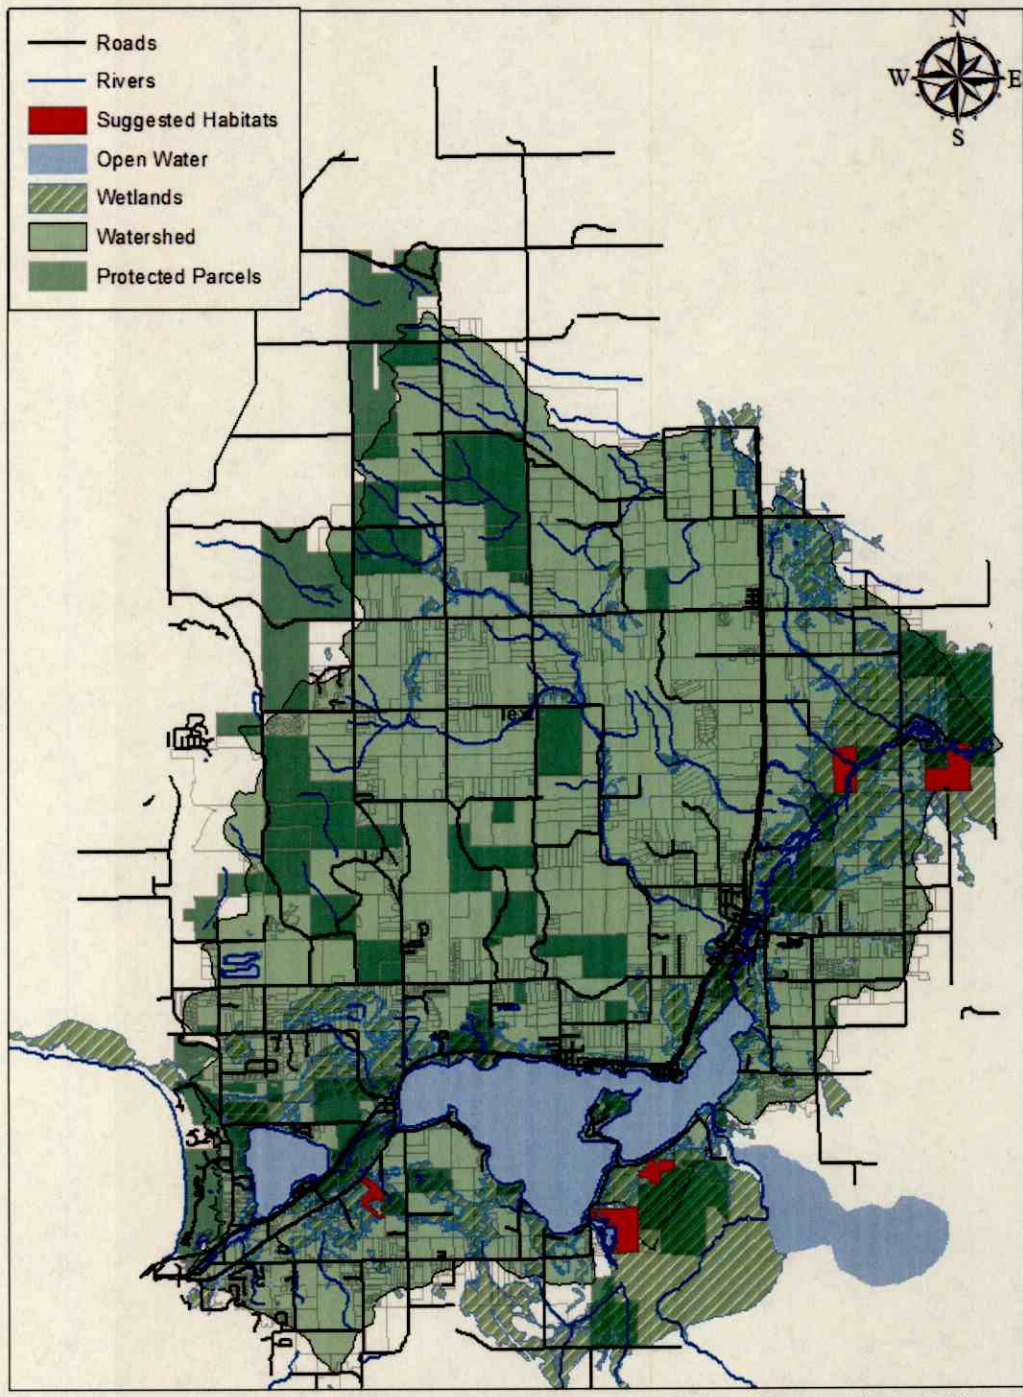 Roads
Rivers
Suggested Habitats
Open Water
Wetlands
Watershed
Protected Parcels
N
W
E
S